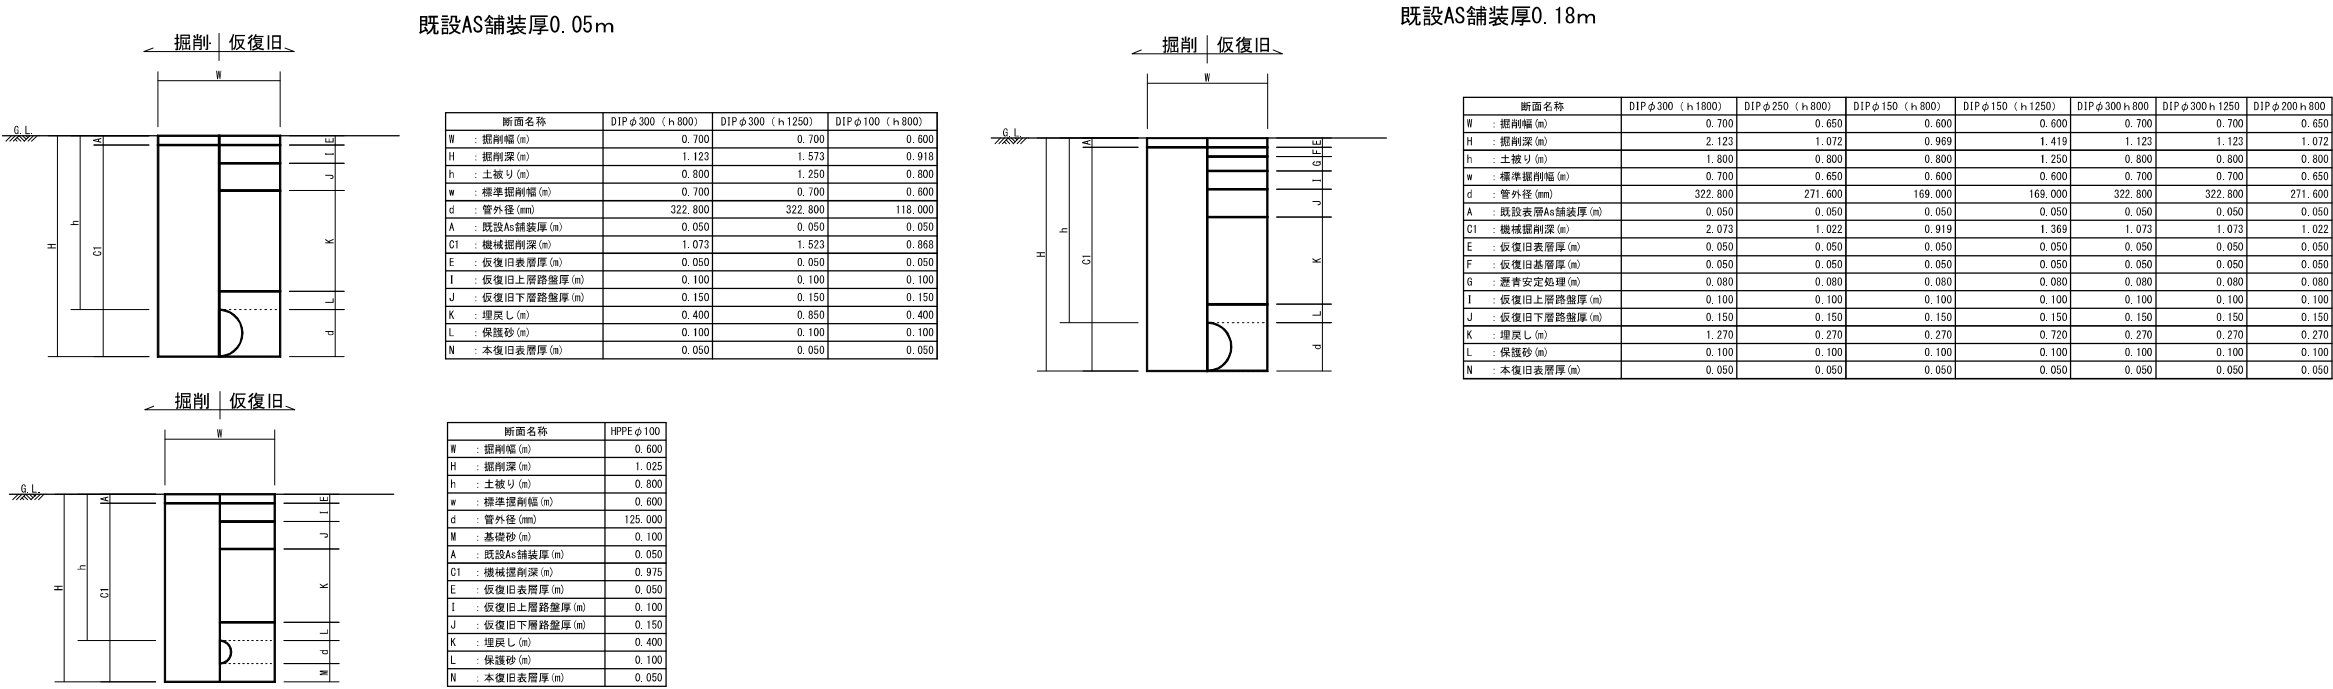 既設AS舗装厚0.05m
掘削 仮復旧
W
G.L.
A
E
I
J
h
K
H
C1
L
d
断面名称 DIPφ300 (h800) DIPφ300 (h1250) DIPφ100 (h800)
W :掘削幅(m) 0.700 0.700 0.600
H :掘削深(m) 1.123 1.573 0.918
h :土被り(m) 0.800 1.250 0.800
w :標準掘削幅(m) 0.700 0.700 0.600
d :管外径(mm) 322.800 322.800 118.000
A :既設As舗装厚(m) 0.050 0.050 0.050
C1 :機械掘削深(m) 1.073 1.523 0.868
E :仮復旧表層厚(m) 0.050 0.050 0.050
I :仮復旧上層路盤厚(m) 0.100 0.100 0.100
J :仮復旧下層路盤厚(m) 0.150 0.150 0.150
K :埋戻し(m) 0.400 0.850 0.400
L :保護砂(m) 0.100 0.100 0.100
N :本復旧表層厚(m) 0.050 0.050 0.050
掘削 仮復旧
W
G.L.
A
E
I
J
h
K
H
C1
L
d
M
断面名称 HPPEφ100
W :掘削幅(m) 0.600
H :掘削深(m) 1.025
h :土被り(m) 0.800
w :標準掘削幅(m) 0.600
d :管外径(mm) 125.000
M :基礎砂(m) 0.100
A :既設As舗装厚(m) 0.050
C1 :機械掘削深(m) 0.975
E :仮復旧表層厚(m) 0.050
I :仮復旧上層路盤厚(m) 0.100
J :仮復旧下層路盤厚(m) 0.150
K :埋戻し(m) 0.400
L :保護砂(m) 0.100
N :本復旧表層厚(m) 0.050
既設AS舗装厚0.18m
掘削 仮復旧
W
G.L.
A
E
F
G
I
J
h
K
H
C1
L
d
断面名称 DIPφ300 (h1800) DIPφ250 (h800) DIPφ150 (h800) DIPφ150 (h1250) DIPφ300h800 DIPφ300h1250 DIPφ200h800
W :掘削幅(m) 0.700 0.650 0.600 0.600 0.700 0.700 0.650
H :掘削深(m) 2.123 1.072 0.969 1.419 1.123 1.123 1.072
h :土被り(m) 1.800 0.800 0.800 1.250 0.800 0.800 0.800
w :標準掘削幅(m) 0.700 0.650 0.600 0.600 0.700 0.700 0.650
d :管外径(mm) 322.800 271.600 169.000 169.000 322.800 322.800 271.600
A :既設表層As舗装厚(m) 0.050 0.050 0.050 0.050 0.050 0.050 0.050
C1 :機械掘削深(m) 2.073 1.022 0.919 1.369 1.073 1.073 1.022
E :仮復旧表層厚(m) 0.050 0.050 0.050 0.050 0.050 0.050 0.050
F :仮復旧基層厚(m) 0.050 0.050 0.050 0.050 0.050 0.050 0.050
G :瀝青安定処理(m) 0.080 0.080 0.080 0.080 0.080 0.080 0.080
I :仮復旧上層路盤厚(m) 0.100 0.100 0.100 0.100 0.100 0.100 0.100
J :仮復旧下層路盤厚(m) 0.150 0.150 0.150 0.150 0.150 0.150 0.150
K :埋戻し(m) 1.270 0.270 0.270 0.720 0.270 0.270 0.270
L :保護砂(m) 0.100 0.100 0.100 0.100 0.100 0.100 0.100
N :本復旧表層厚(m) 0.050 0.050 0.050 0.050 0.050 0.050 0.050